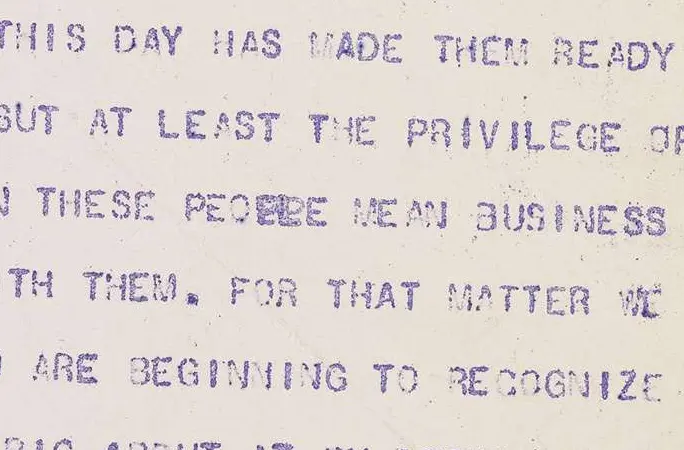 THIS DAY HAS MADE THEM READY
BUT AT LEAST THE PRIVILEGE OF
THESE PEOPLE MEAN BUSINESS
TH THEM. FOR THAT MATTER WE
ARE BEGINNING TO RECOGNIZE